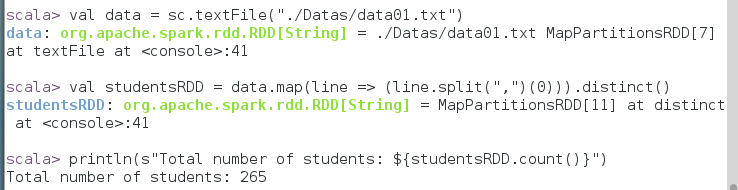 scala> val data = sc.textFile("./Datas/data01.txt")
data: org.apache.spark.rdd.RDD[String] = ./Datas/data01.txt MapPartitionsRDD[7]
at textFile at <console>:41
scala> val studentsRDD = data.map(line => (line.split(",")(0))).distinct()
studentsRDD: org.apache.spark.rdd.RDD[String] = MapPartitionsRDD[11] at distinct
at <console>:41
scala> println(s"Total number of students: ${studentsRDD.count()}")
Total number of students: 265